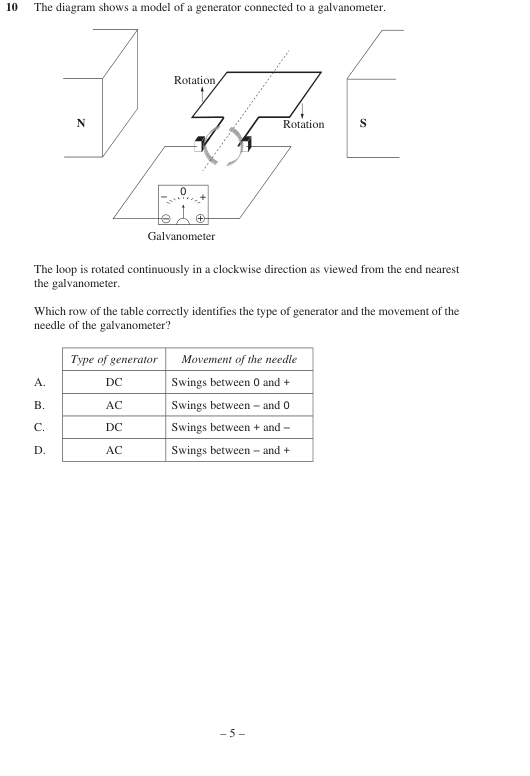 10 The diagram shows a model of a generator connected to a galvanometer.
Rotation
N
Rotation
S
0
– +
– +
Galvanometer
The loop is rotated continuously in a clockwise direction as viewed from the end nearest
the galvanometer.
Which row of the table correctly identifies the type of generator and the movement of the
needle of the galvanometer?
Type of generator Movement of the needle
A. DC Swings between 0 and +
B. AC Swings between – and 0
C. DC Swings between + and –
D. AC Swings between – and +
– 5 –